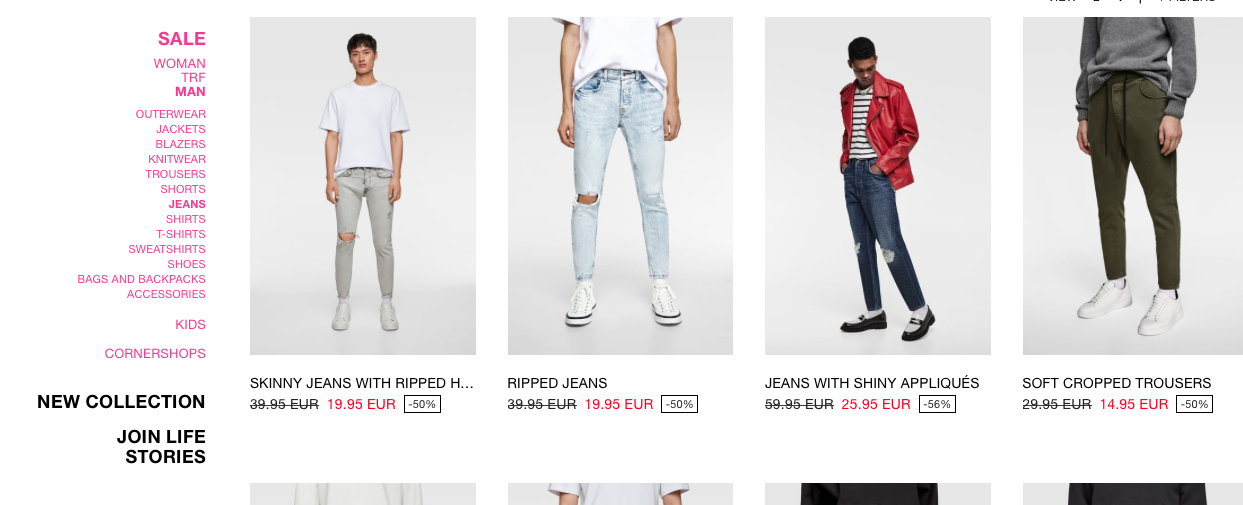 SALE
WOMAN
TRF
MAN
OUTERWEAR
JACKETS
BLAZERS
KNITWEAR
TROUSERS
SHORTS
JEANS
SHIRTS
T-SHIRTS
SWEATSHIRTS
SHOES
BAGS AND BACKPACKS
ACCESSORIES
KIDS
CORNERSHOPS
NEW COLLECTION
JOIN LIFE
STORIES
SKINNY JEANS WITH RIPPED H...
39.95 EUR 19.95 EUR -50%
RIPPED JEANS
39.95 EUR 19.95 EUR -50%
JEANS WITH SHINY APPLIQUÉS
59.95 EUR 25.95 EUR -56%
SOFT CROPPED TROUSERS
29.95 EUR 14.95 EUR -50%